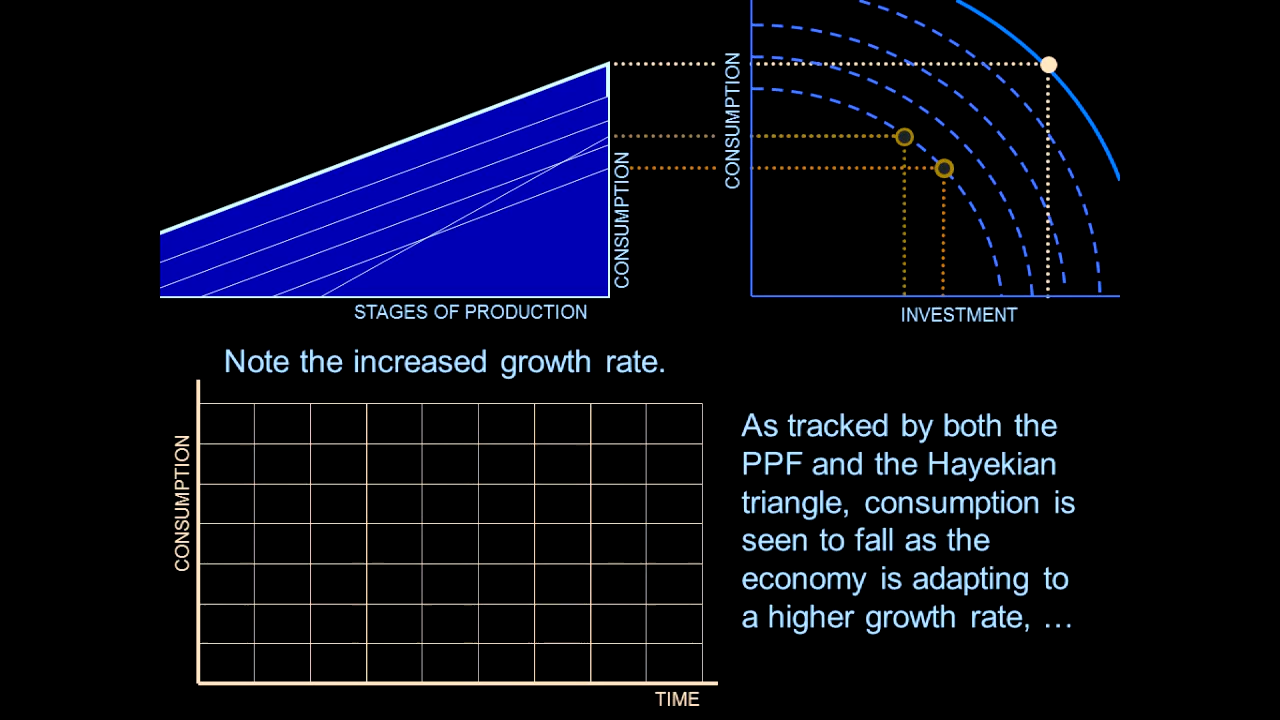 CONSUMPTION
CONSUMPTION
STAGES OF PRODUCTION
INVESTMENT
Note the increased growth rate.
CONSUMPTION
TIME
As tracked by both the
PPF and the Hayekian
triangle, consumption is
seen to fall as the
economy is adapting to
a higher growth rate, …